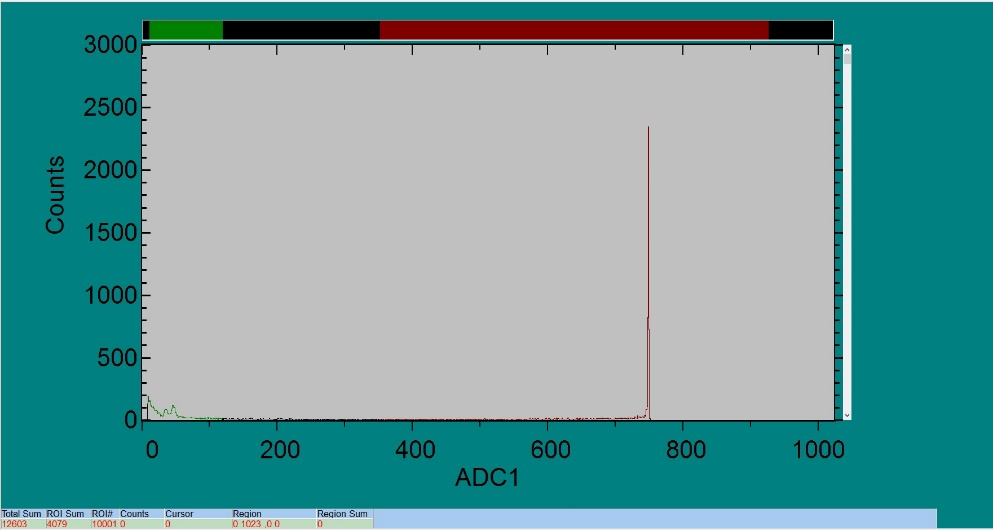 3000
2500
2000
1500
1000
500
0
Counts
0 200 400 600 800 1000
ADC1
Total Sum ROI Sum ROI# Counts Cursor Region Region Sum
12603 4079 10001 0 0 0 1023 ,0 0 0